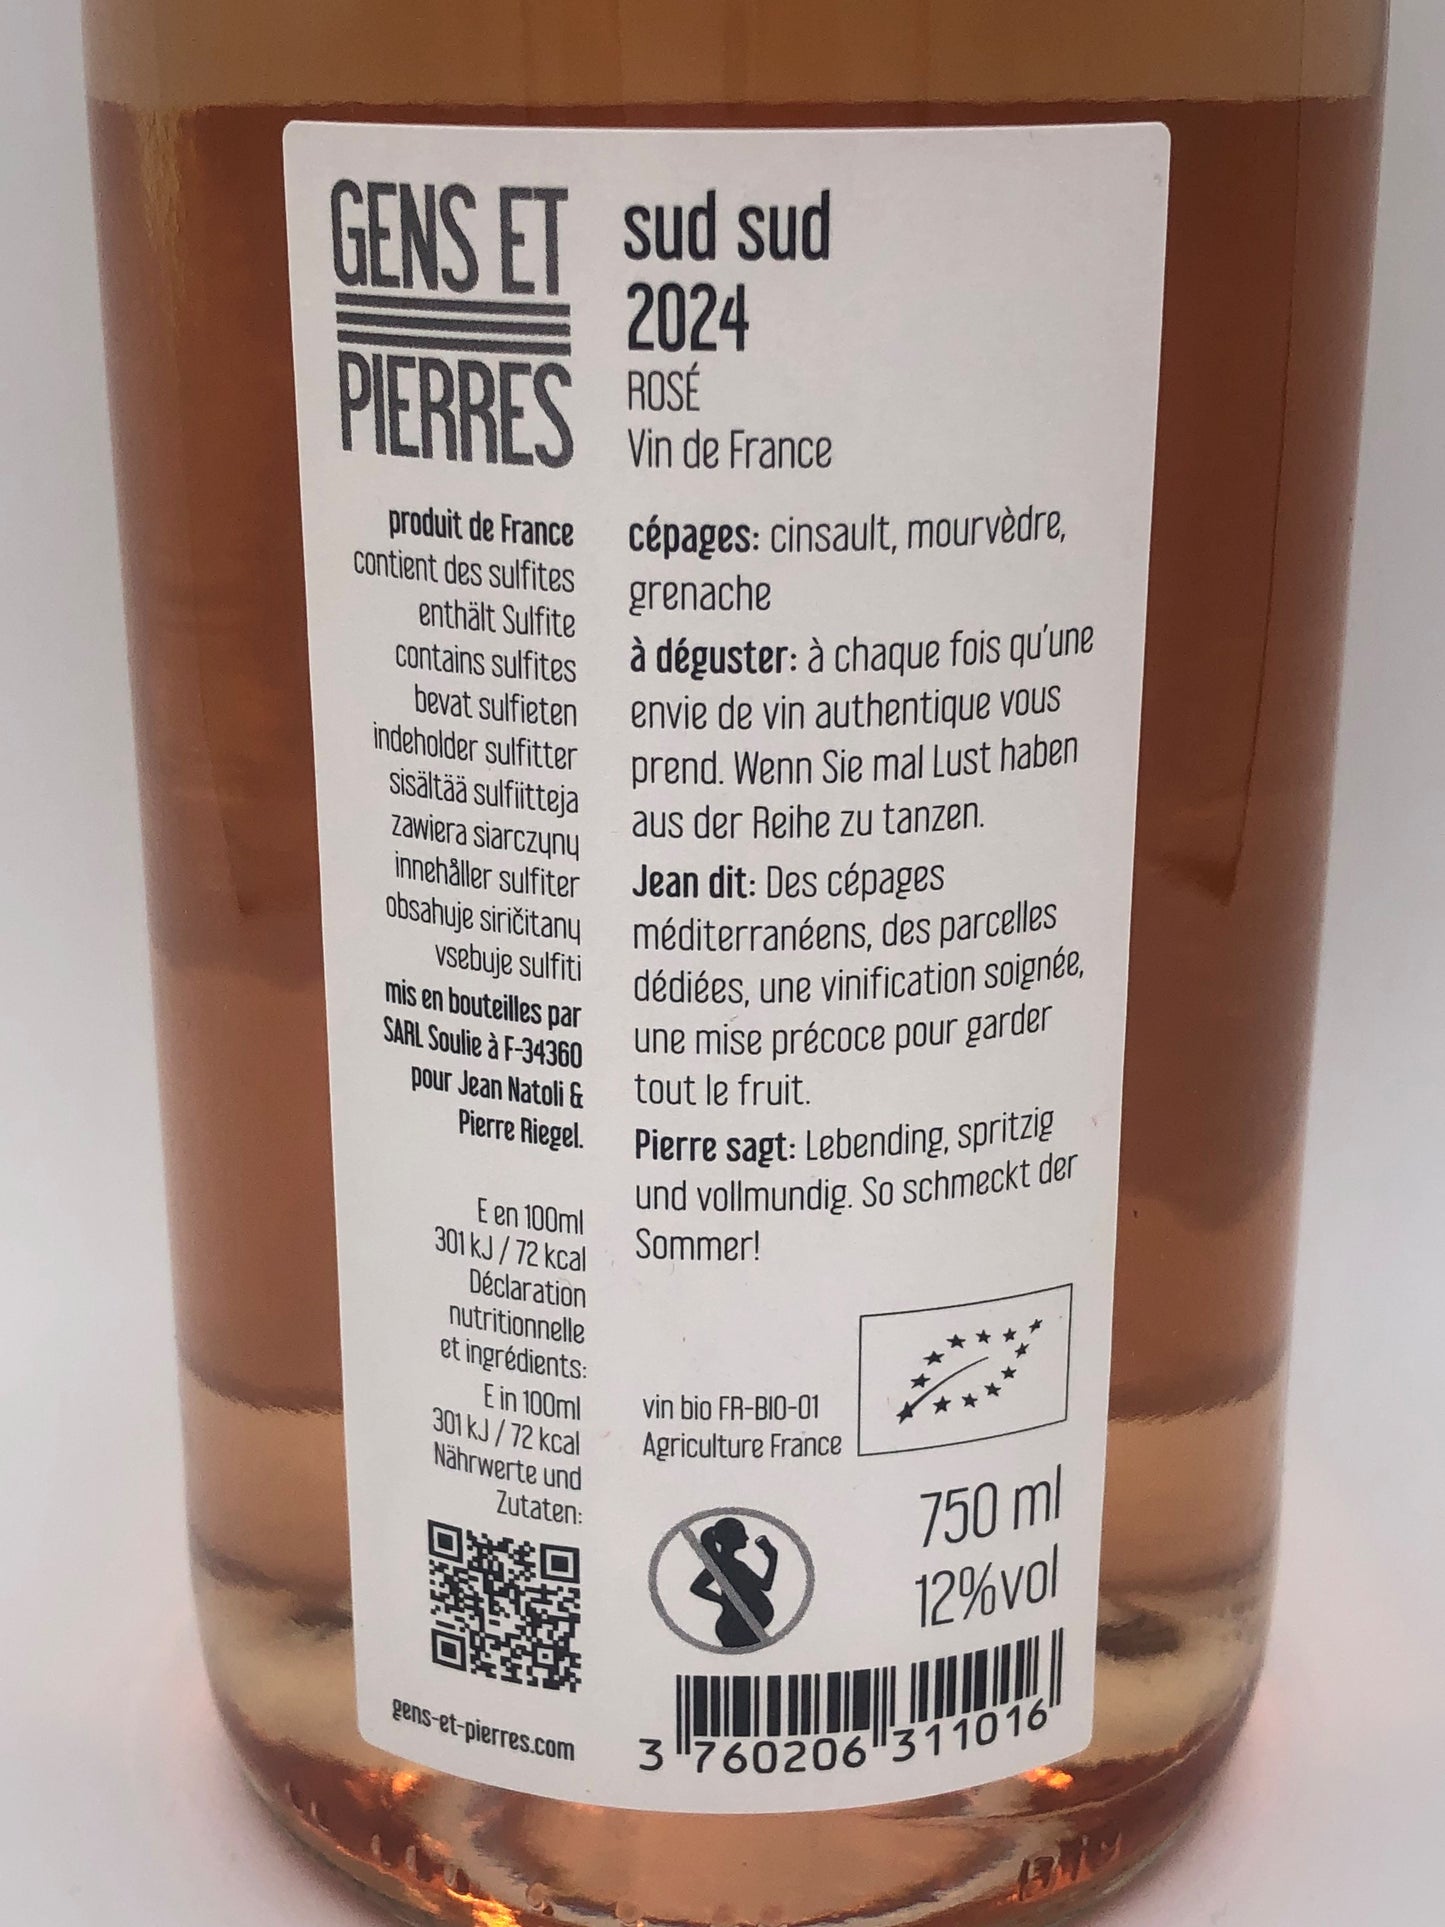 GENS ET
PIERRES
produit de France
contient des sulfites
enthält Sulfite
contains sulfites
bevat sulfieten
indeholder sulfitter
sisältää sulfiitteja
zawiera siarczyny
innehåller sulfiter
obsahuje siričitany
vsebuje sulfiti
mis en bouteilles par
SARL Soulie à F-34360
pour Jean Natoli &
Pierre Riegel.
E en 100ml
301 kJ / 72 kcal
Déclaration
nutritionnelle
et ingrédients:
E in 100ml
301 kJ / 72 kcal
Nährwerte und
Zutaten:
gens-et-pierres.com
sud sud
2024
ROSÉ
Vin de France
cépages: cinsault, mourvèdre,
grenache
à déguster: à chaque fois qu'une
envie de vin authentique vous
prend. Wenn Sie mal Lust haben
aus der Reihe zu tanzen.
Jean dit: Des cépages
méditerranéens, des parcelles
dédiées, une vinification soignée,
une mise précoce pour garder
tout le fruit.
Pierre sagt: Lebending, spritzig
und vollmundig. So schmeckt der
Sommer!
vin bio FR-BIO-01
Agriculture France
750 ml
12%vol
3 760206 311016